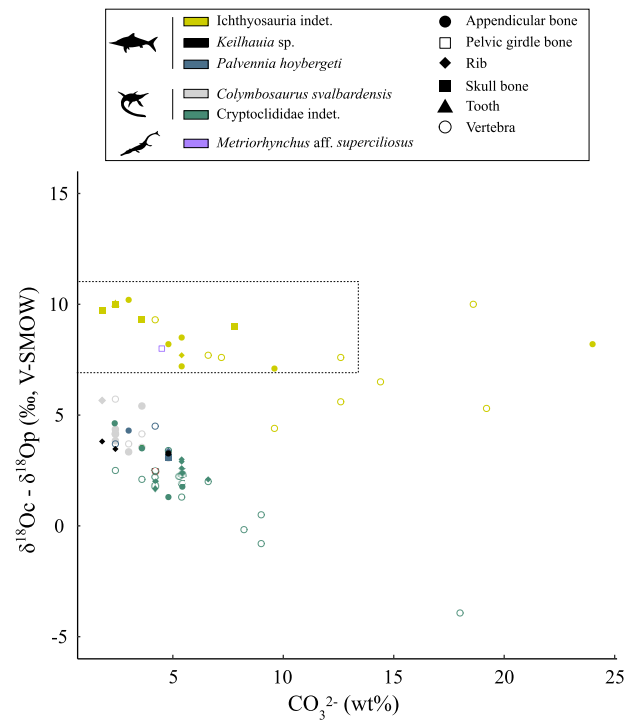 Ichthyosauria indet.
Keilhauia sp.
Palvennia hoybergeti
Colymbosaurus svalbardensis
Cryptoclididae indet.
Metriorhynchus aff. superciliosus
Appendicular bone
Pelvic girdle bone
Rib
Skull bone
Tooth
Vertebra
15
10
5
0
-5
δ¹⁸Oc - δ¹⁸Op (‰, V-SMOW)
5
10
15
20
25
CO₃²⁻ (wt%)